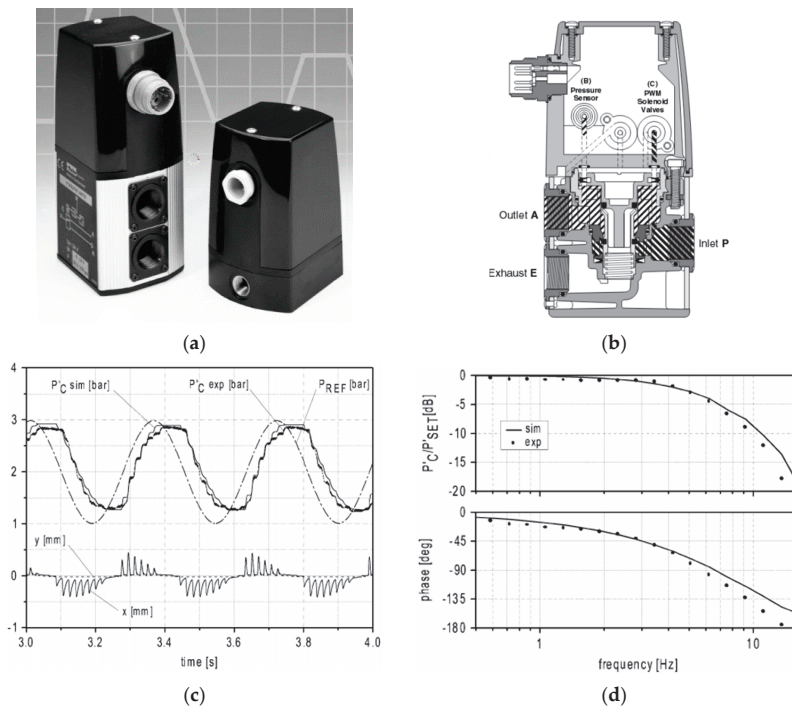 (B)
Pressure
Sensor
(C)
PWM
Solenoid
Valves
Outlet A
Inlet P
Exhaust E
(a)
(b)
4
3
2
1
0
-1
P'C sim [bar]
P'C exp [bar]
PREF [bar]
y [mm]
x [mm]
3.0
3.2
3.4
3.6
3.8
4.0
time [s]
(c)
0
-5
-10
-15
-20
P'C/P'SET [dB]
sim
exp
0
-45
-90
-135
-180
phase [deg]
1
10
frequency [Hz]
(d)